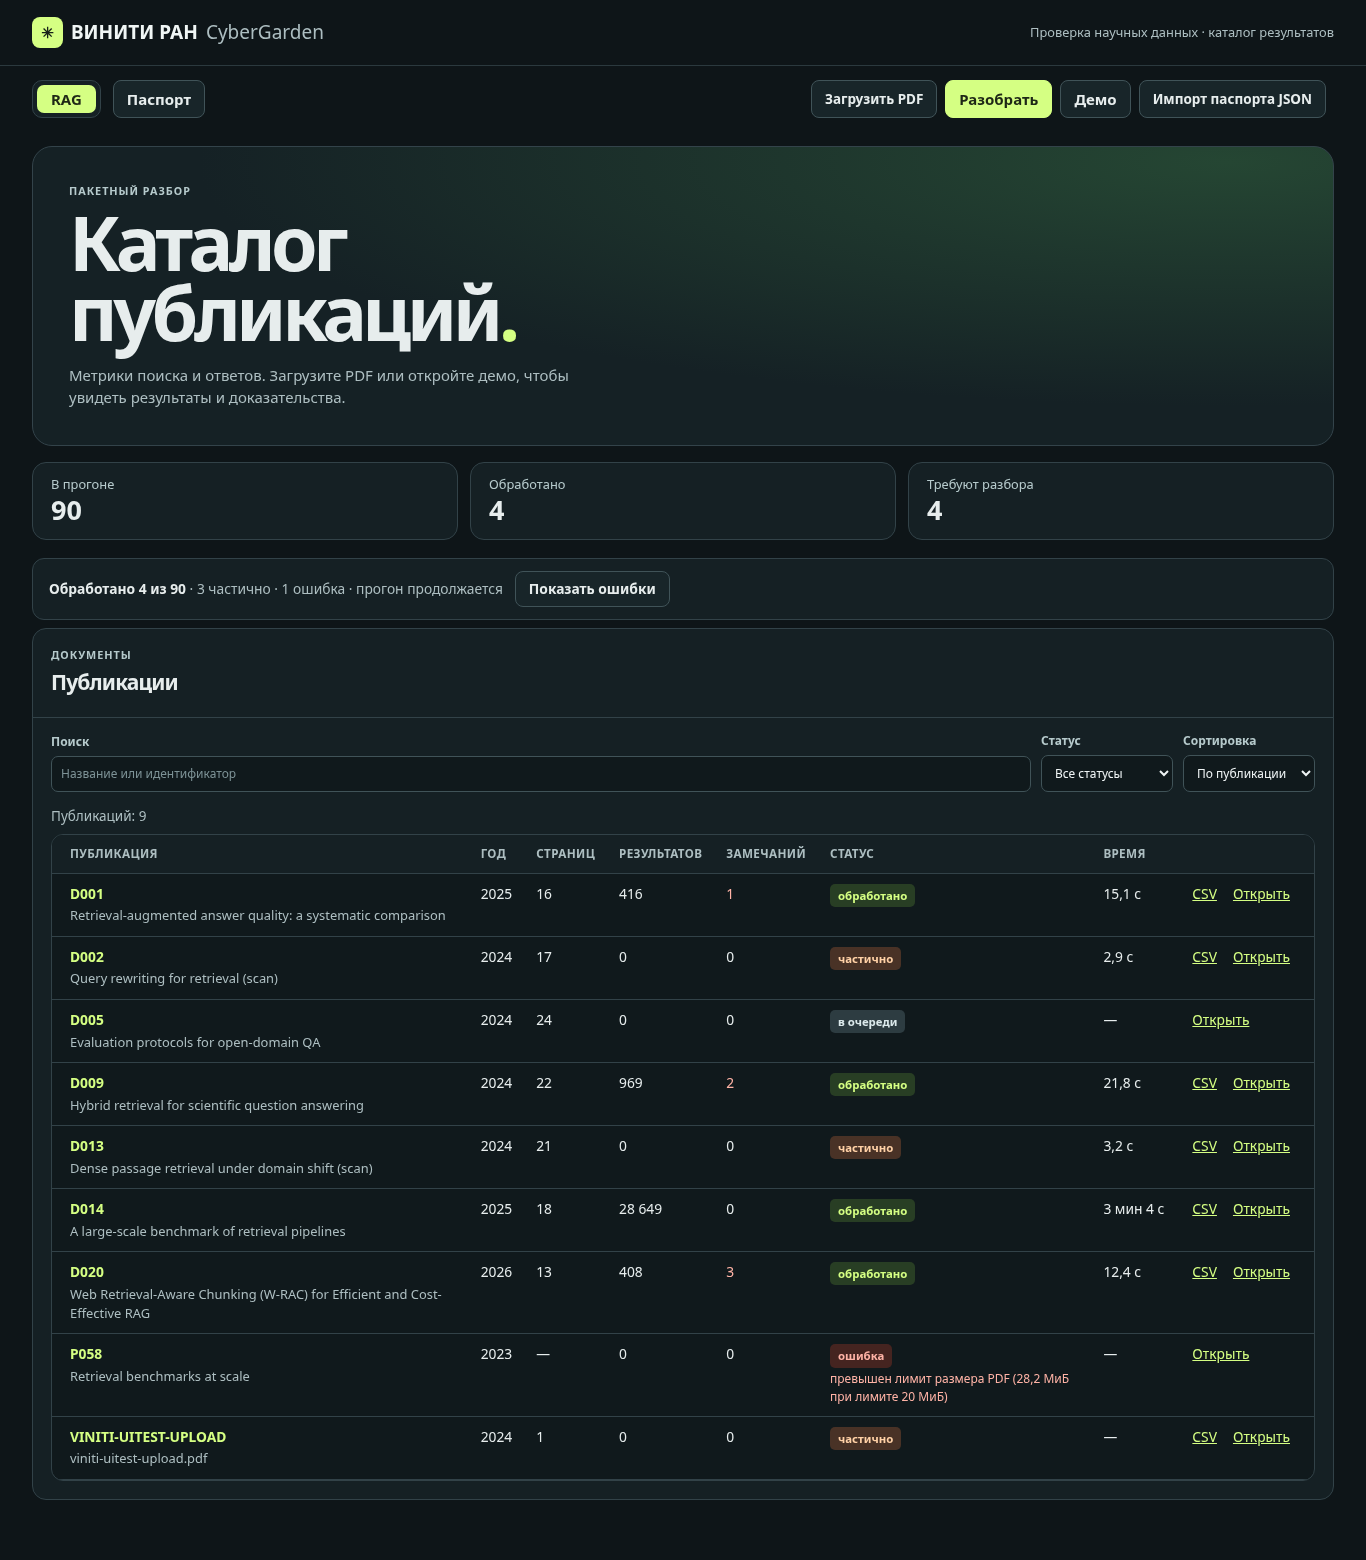 ✳ ВИНИТИ РАН CyberGarden
Проверка научных данных · каталог результатов
RAG Паспорт Загрузить PDF Разобрать Демо Импорт паспорта JSON
ПАКЕТНЫЙ РАЗБОР
Каталог
публикаций.
Метрики поиска и ответов. Загрузите PDF или откройте демо, чтобы
увидеть результаты и доказательства.
В прогоне Обработано Требуют разбора
90 4 4
Обработано 4 из 90 · 3 частично · 1 ошибка · прогон продолжается Показать ошибки
ДОКУМЕНТЫ
Публикации
Поиск Статус Сортировка
Название или идентификатор Все статусы По публикации
Публикаций: 9
ПУБЛИКАЦИЯ ГОД СТРАНИЦ РЕЗУЛЬТАТОВ ЗАМЕЧАНИЙ СТАТУС ВРЕМЯ
D001 2025 16 416 1 обработано 15,1 с CSV Открыть
Retrieval-augmented answer quality: a systematic comparison
D002 2024 17 0 0 частично 2,9 с CSV Открыть
Query rewriting for retrieval (scan)
D005 2024 24 0 0 в очереди — Открыть
Evaluation protocols for open-domain QA
D009 2024 22 969 2 обработано 21,8 с CSV Открыть
Hybrid retrieval for scientific question answering
D013 2024 21 0 0 частично 3,2 с CSV Открыть
Dense passage retrieval under domain shift (scan)
D014 2025 18 28 649 0 обработано 3 мин 4 с CSV Открыть
A large-scale benchmark of retrieval pipelines
D020 2026 13 408 3 обработано 12,4 с CSV Открыть
Web Retrieval-Aware Chunking (W-RAC) for Efficient and Cost-
Effective RAG
P058 2023 — 0 0 ошибка — Открыть
Retrieval benchmarks at scale
превышен лимит размера PDF (28,2 МиБ
при лимите 20 МиБ)
VINITI-UITEST-UPLOAD 2024 1 0 0 частично — CSV Открыть
viniti-uitest-upload.pdf